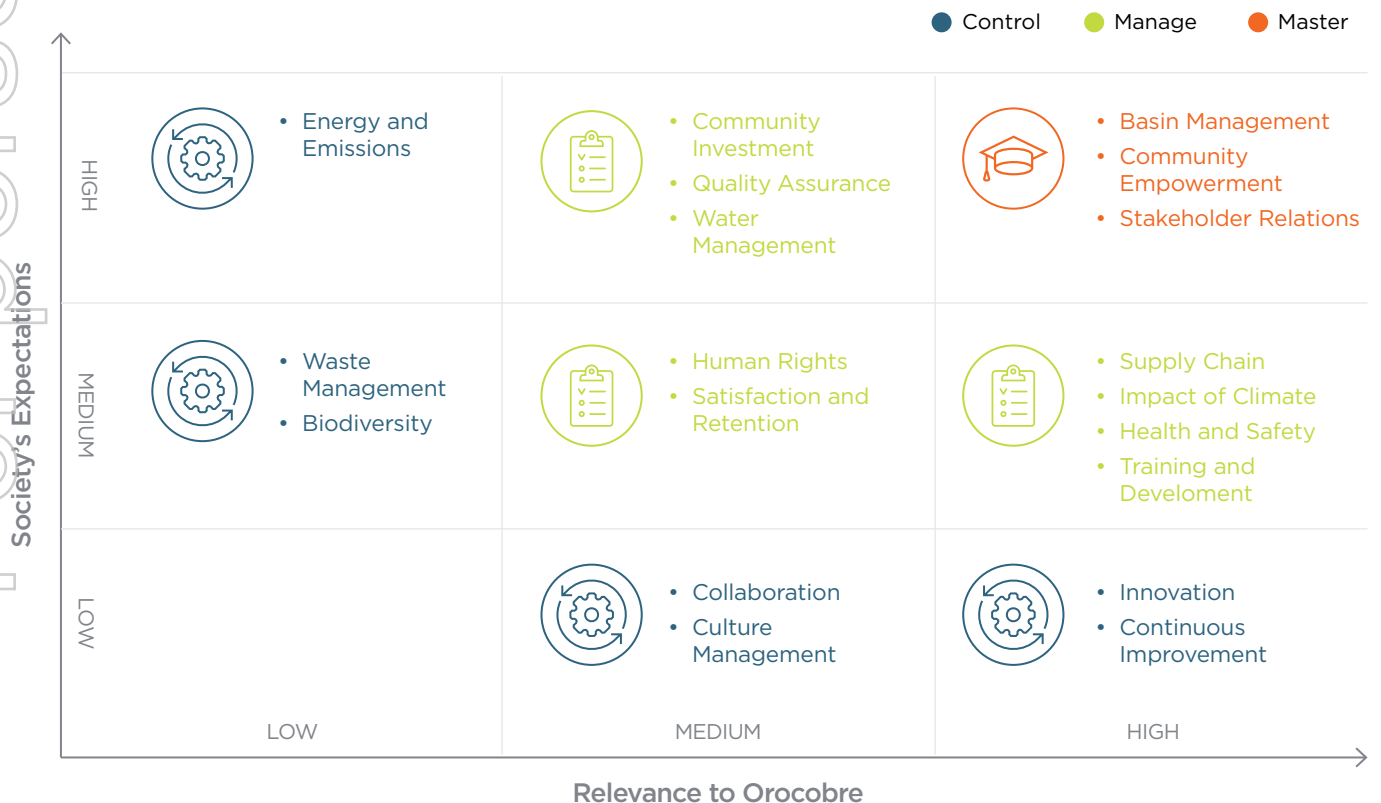 Control
Manage
Master
Society's Expectations
HIGH
• Energy and
Emissions
• Community
Investment
• Quality Assurance
• Water
Management
• Basin Management
• Community
Empowerment
• Stakeholder Relations
MEDIUM
• Waste
Management
• Biodiversity
• Human Rights
• Satisfaction and
Retention
• Supply Chain
• Impact of Climate
• Health and Safety
• Training and
Develoment
LOW
• Collaboration
• Culture
Management
• Innovation
• Continuous
Improvement
LOW
MEDIUM
HIGH
Relevance to Orocobre